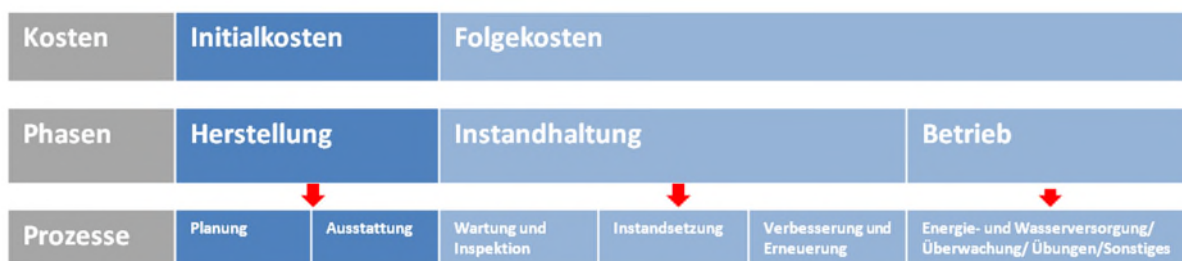 Kosten Initialkosten Folgekosten
Phasen Herstellung Instandhaltung Betrieb
Prozesse
Planung
Ausstattung
Wartung und
Inspektion
Instandsetzung
Verbesserung und
Erneuerung
Energie- und Wasserversorgung/
Überwachung/ Übungen/Sonstiges